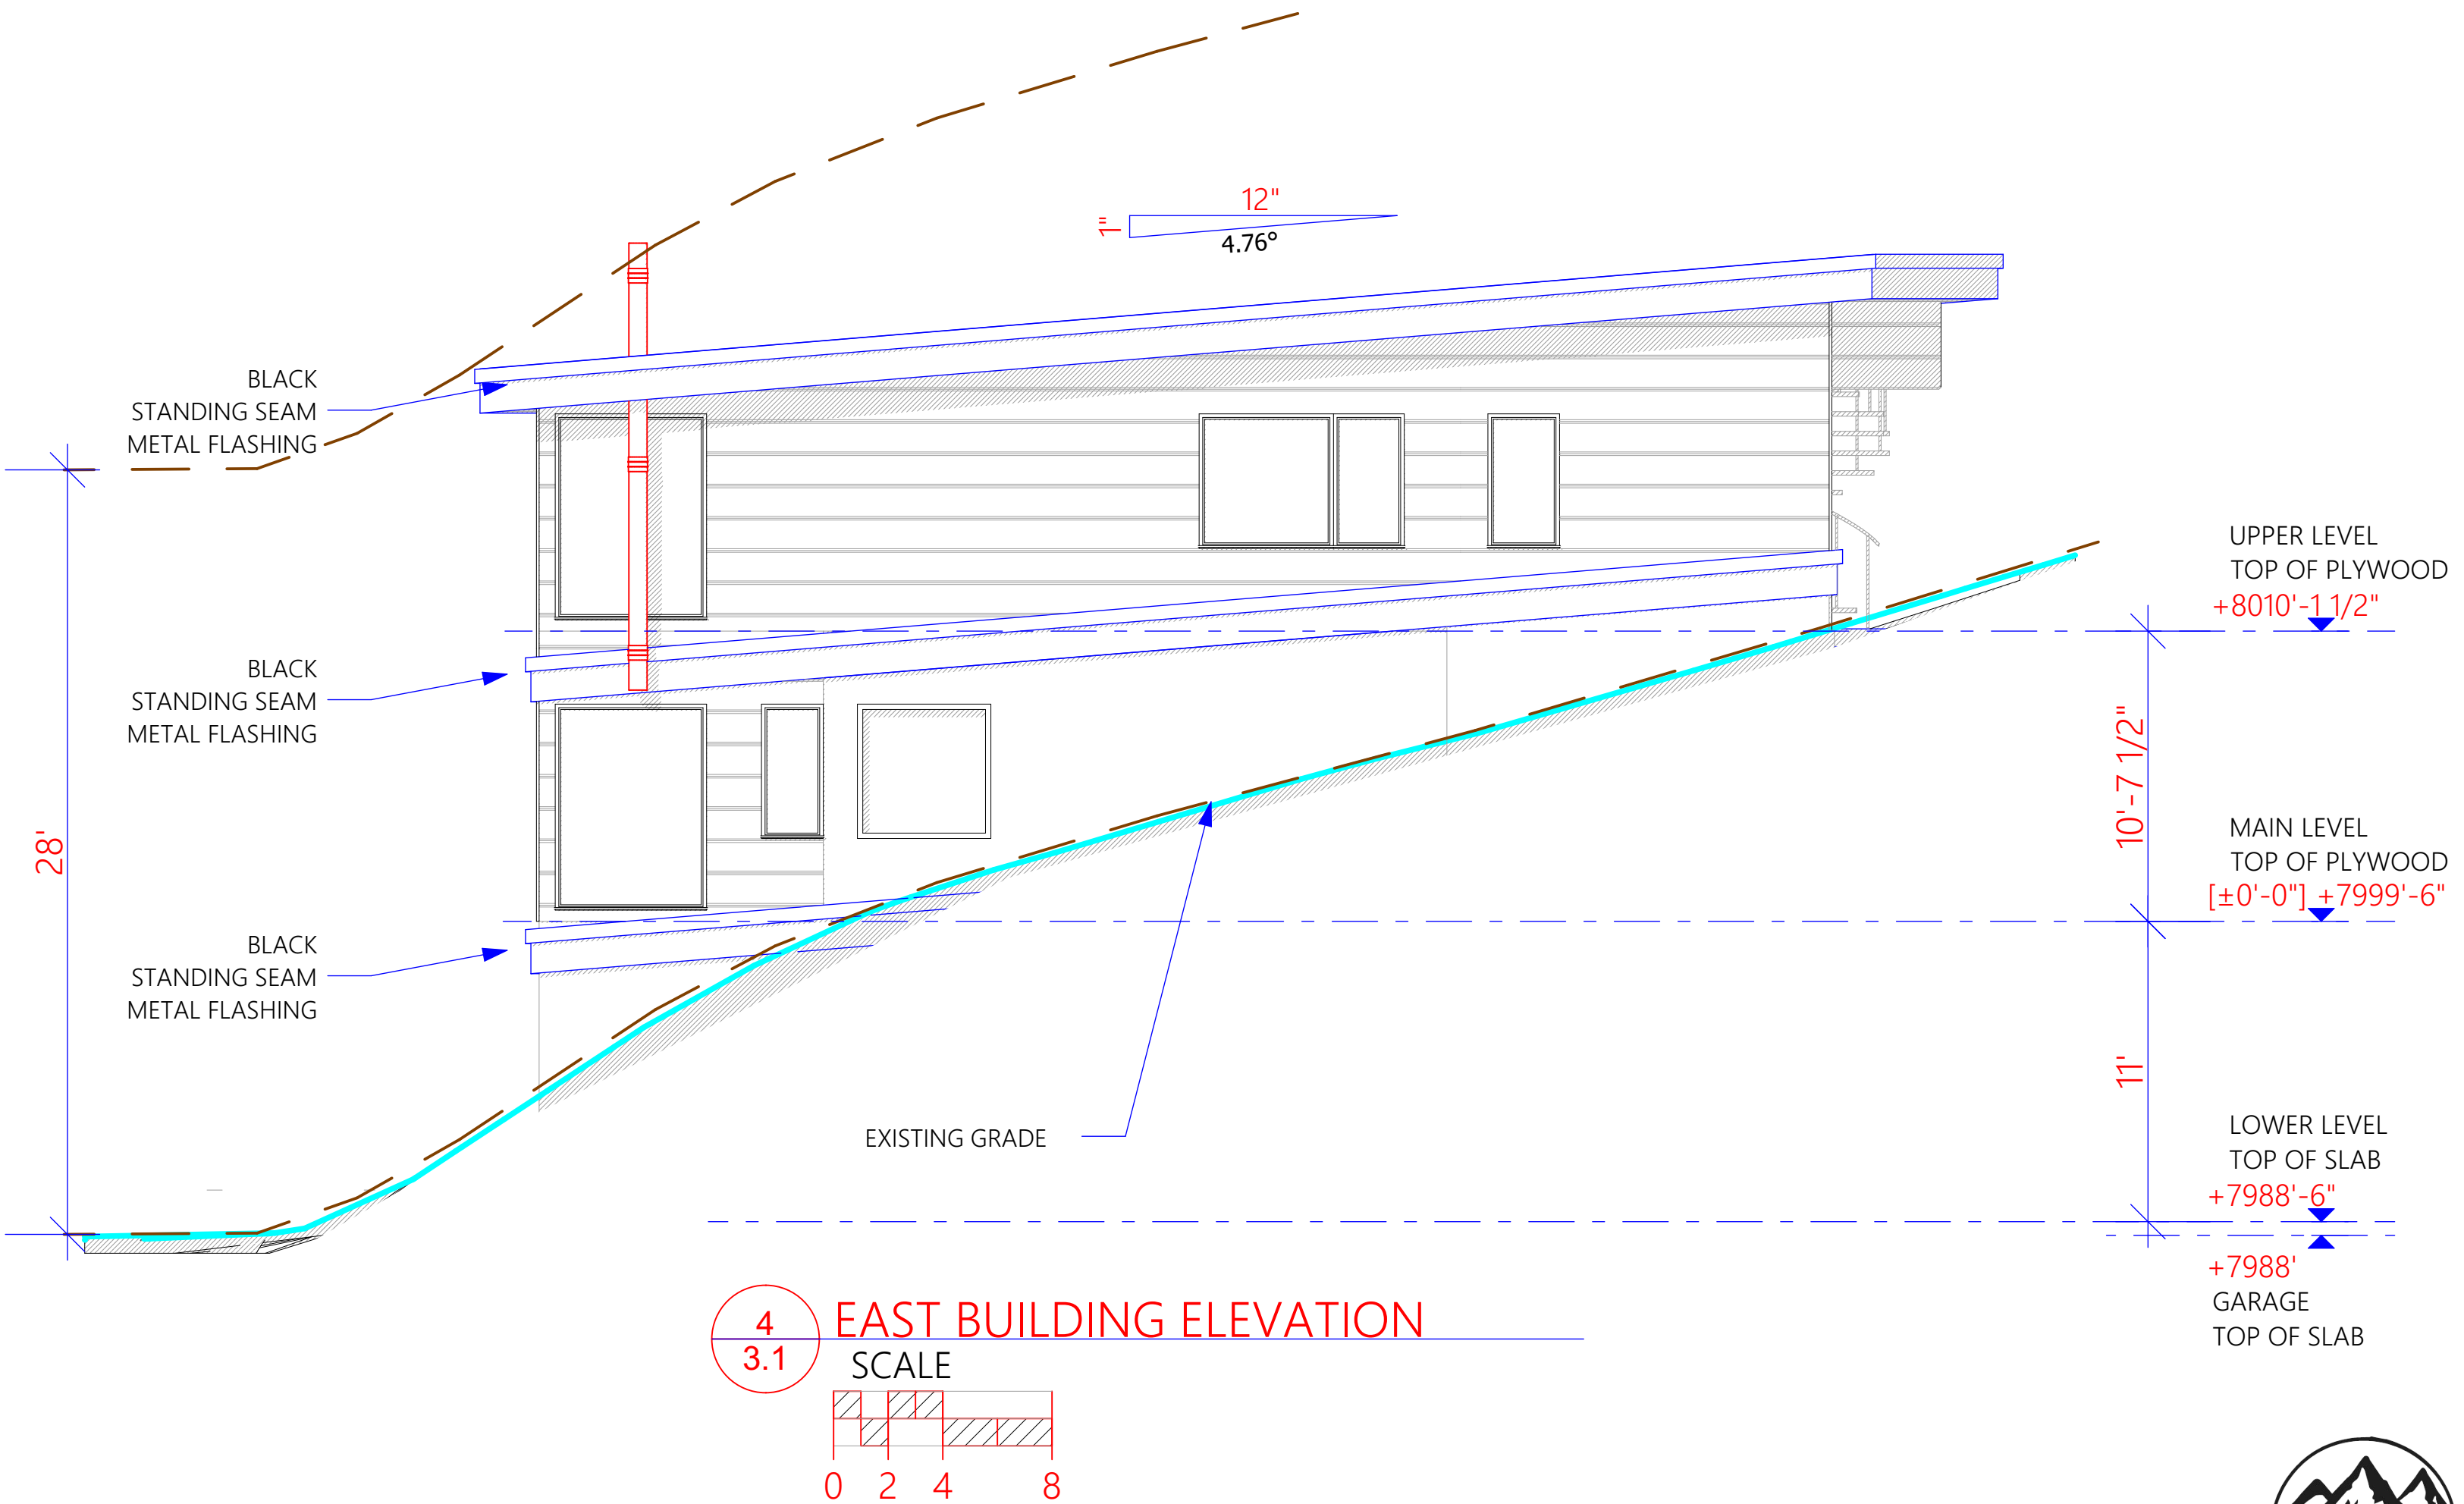 12"
1"
4.76°
BLACK
STANDING SEAM
METAL FLASHING
UPPER LEVEL
TOP OF PLYWOOD
+8010'-1 1/2"
BLACK
STANDING SEAM
METAL FLASHING
10'-7 1/2"
28'
MAIN LEVEL
TOP OF PLYWOOD
[±0'-0"] +7999'-6"
BLACK
STANDING SEAM
METAL FLASHING
11'
EXISTING GRADE
LOWER LEVEL
TOP OF SLAB
+7988'-6"
+7988'
GARAGE
TOP OF SLAB
4
3.1
EAST BUILDING ELEVATION
SCALE
0 2 4 8